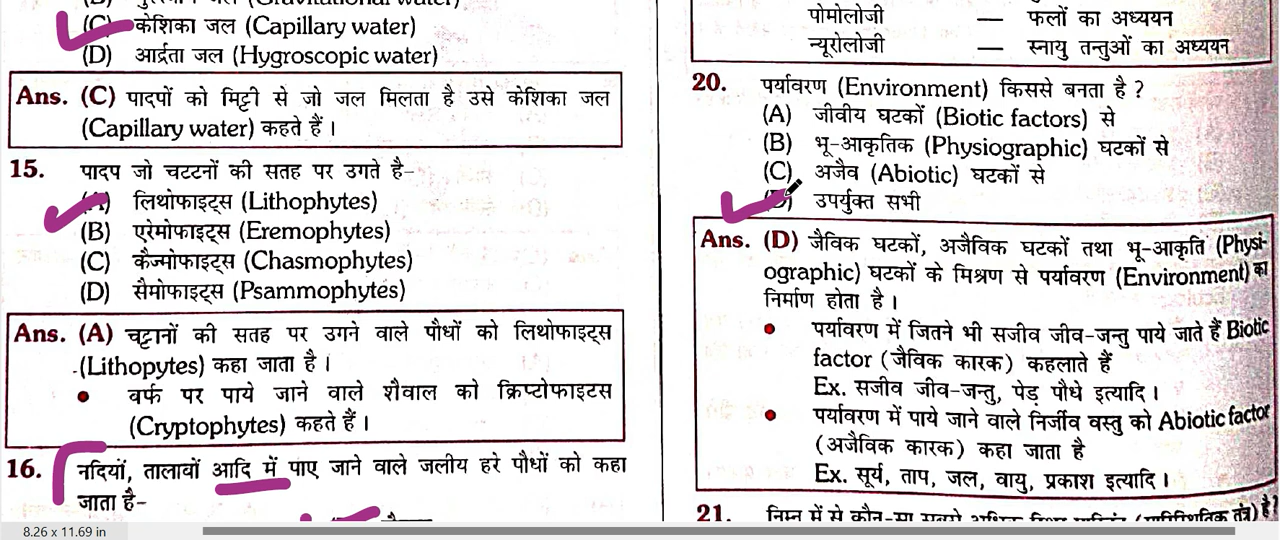 (C) केशिका जल (Capillary water)
(D) आर्द्रता जल (Hygroscopic water)
Ans. (C) पादपों को मिट्टी से जो जल मिलता है उसे केशिका जल
(Capillary water) कहते हैं।
15. पादप जो चटटनों की सतह पर उगते है-
(A) लिथोफाइट्स (Lithophytes)
(B) एरेमोफाइट्स (Eremophytes)
(C) कैज्मोफाइट्स (Chasmophytes)
(D) सैमोफाइट्स (Psammophytes)
Ans. (A) चट्टानों की सतह पर उगने वाले पौधों को लिथोफाइट्स
(Lithopytes) कहा जाता है।
• वर्फ पर पाये जाने वाले शैवाल को क्रिप्टोफाइटस
(Cryptophytes) कहते हैं।
16. नदियों, तालावों आदि में पाए जाने वाले जलीय हरे पौधों को कहा
जाता है-
पोमोलोजी — फलों का अध्ययन
न्यूरोलोजी — स्नायु तन्तुओं का अध्ययन
20. पर्यावरण (Environment) किससे बनता है ?
(A) जीवीय घटकों (Biotic factors) से
(B) भू-आकृतिक (Physiographic) घटकों से
(C) अजैव (Abiotic) घटकों से
(D) उपर्युक्त सभी
Ans. (D) जैविक घटकों, अजैविक घटकों तथा भू-आकृति (Physi-
ographic) घटकों के मिश्रण से पर्यावरण (Environment) का
निर्माण होता है।
• पर्यावरण में जितने भी सजीव जीव-जन्तु पाये जाते हैं Biotic
factor (जैविक कारक) कहलाते हैं
Ex. सजीव जीव-जन्तु, पेड़ पौधे इत्यादि।
• पर्यावरण में पाये जाने वाले निर्जीव वस्तु को Abiotic factor
(अजैविक कारक) कहा जाता है
Ex. सूर्य, ताप, जल, वायु, प्रकाश इत्यादि।
21. निम्न में से कौन-सा
8.26 x 11.69 in